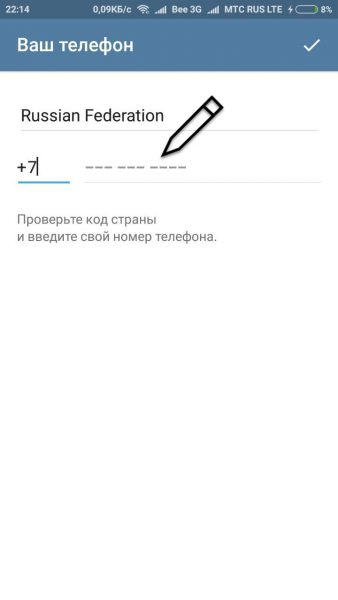 22:14 0,09КБ/с Bee 3G МТС RUS LTE 8%
Ваш телефон
Russian Federation
+7 --- --- ----
Проверьте код страны
и введите свой номер телефона.